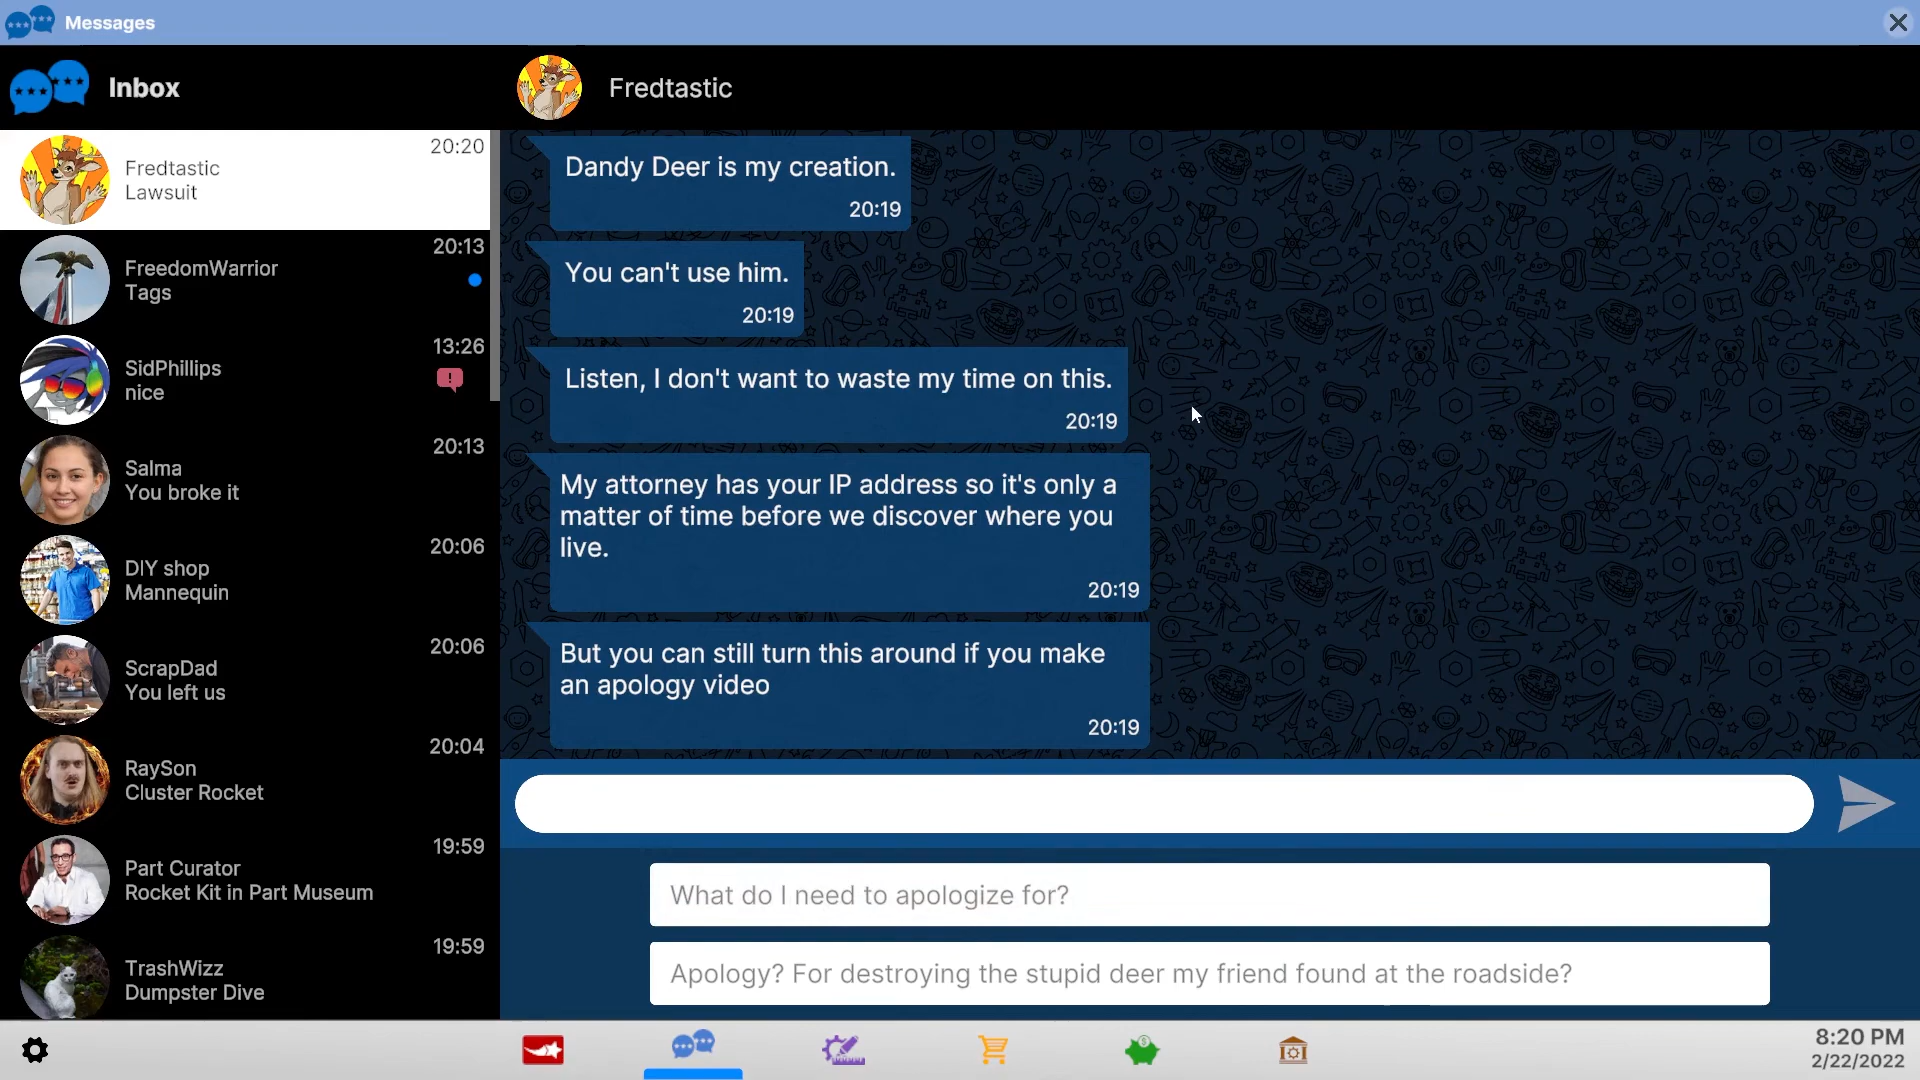 Messages
Inbox
Fredtastic
20:20
Fredtastic
Lawsuit
20:13
FreedomWarrior
Tags
13:26
SidPhillips
nice
20:13
Salma
You broke it
20:06
DIY shop
Mannequin
20:06
ScrapDad
You left us
20:04
RaySon
Cluster Rocket
19:59
Part Curator
Rocket Kit in Part Museum
19:59
TrashWizz
Dumpster Dive
Dandy Deer is my creation.
20:19
You can't use him.
20:19
Listen, I don't want to waste my time on this.
20:19
My attorney has your IP address so it's only a
matter of time before we discover where you
live.
20:19
But you can still turn this around if you make
an apology video
20:19
What do I need to apologize for?
Apology? For destroying the stupid deer my friend found at the roadside?
8:20 PM
2/22/2022